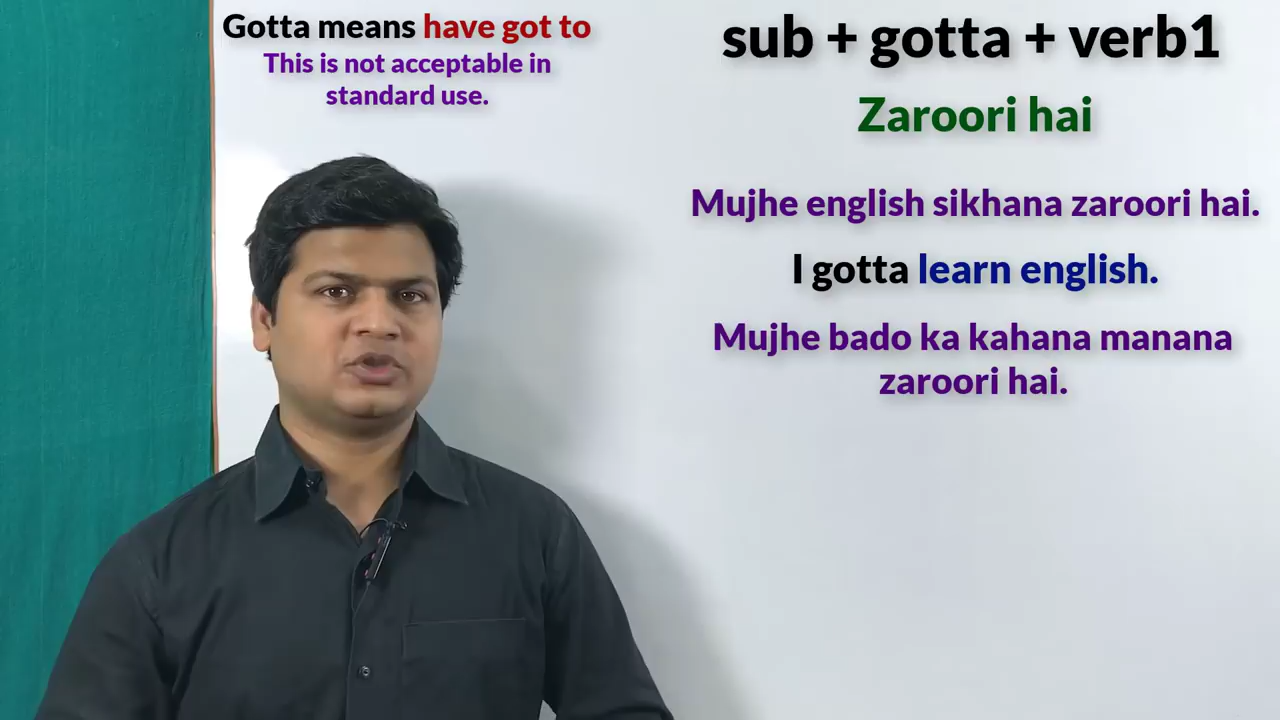 Gotta means have got to
This is not acceptable in
standard use.
sub + gotta + verb1
Zaroori hai
Mujhe english sikhana zaroori hai.
I gotta learn english.
Mujhe bado ka kahana manana
zaroori hai.